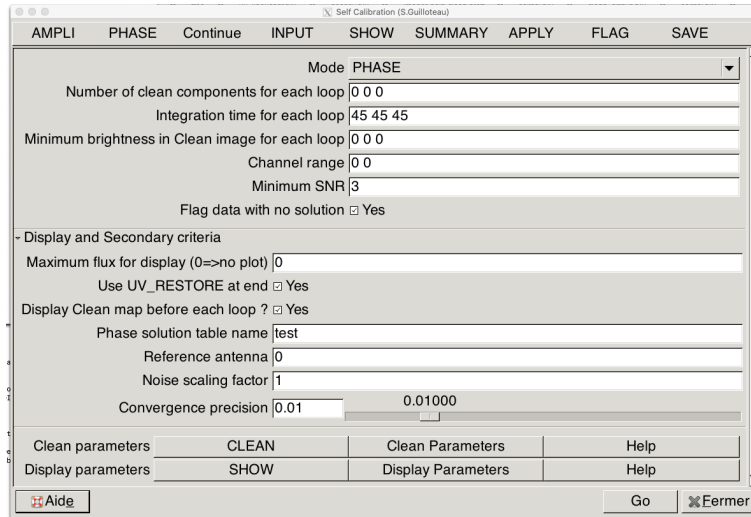 Self Calibration (S.Guilloteau)
AMPLI PHASE Continue INPUT SHOW SUMMARY APPLY FLAG SAVE
Mode PHASE
Number of clean components for each loop 0 0 0
Integration time for each loop 45 45 45
Minimum brightness in Clean image for each loop 0 0 0
Channel range 0 0
Minimum SNR 3
Flag data with no solution Yes
Display and Secondary criteria
Maximum flux for display (0=>no plot) 0
Use UV_RESTORE at end Yes
Display Clean map before each loop ? Yes
Phase solution table name test
Reference antenna 0
Noise scaling factor 1
0.01000
Convergence precision 0.01
Clean parameters CLEAN Clean Parameters Help
Display parameters SHOW Display Parameters Help
Aide Go Fermer